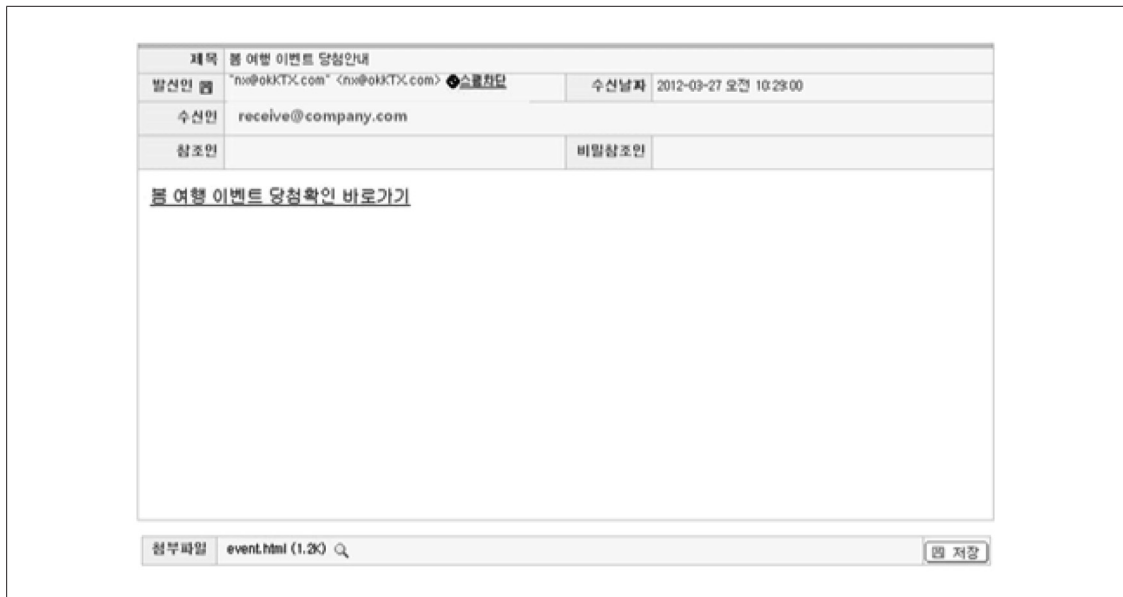 제목 봄 여행 이벤트 당첨안내
발신인 "nx@okKTX.com" <nx@okKTX.com> 스팸차단 수신날짜 2012-03-27 오전 10:29:00
수신인 receive@company.com
참조인 비밀참조인
봄 여행 이벤트 당첨확인 바로가기
첨부파일 event.html (1.2K) 저장